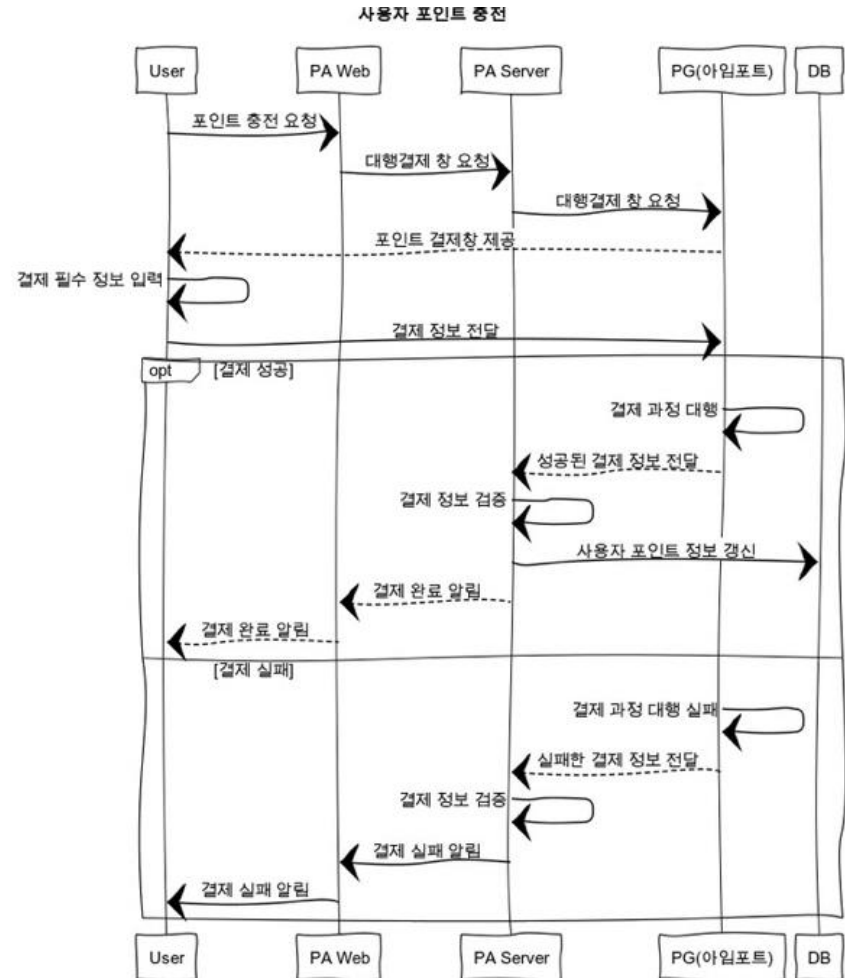 사용자 포인트 충전
User PA Web PA Server PG(아임포트) DB
포인트 충전 요청
대행결제 창 요청
대행결제 창 요청
포인트 결제창 제공
결제 필수 정보 입력
결제 정보 전달
opt [결제 성공]
결제 과정 대행
성공된 결제 정보 전달
결제 정보 검증
사용자 포인트 정보 갱신
결제 완료 알림
결제 완료 알림
[결제 실패]
결제 과정 대행 실패
실패한 결제 정보 전달
결제 정보 검증
결제 실패 알림
결제 실패 알림
User PA Web PA Server PG(아임포트) DB